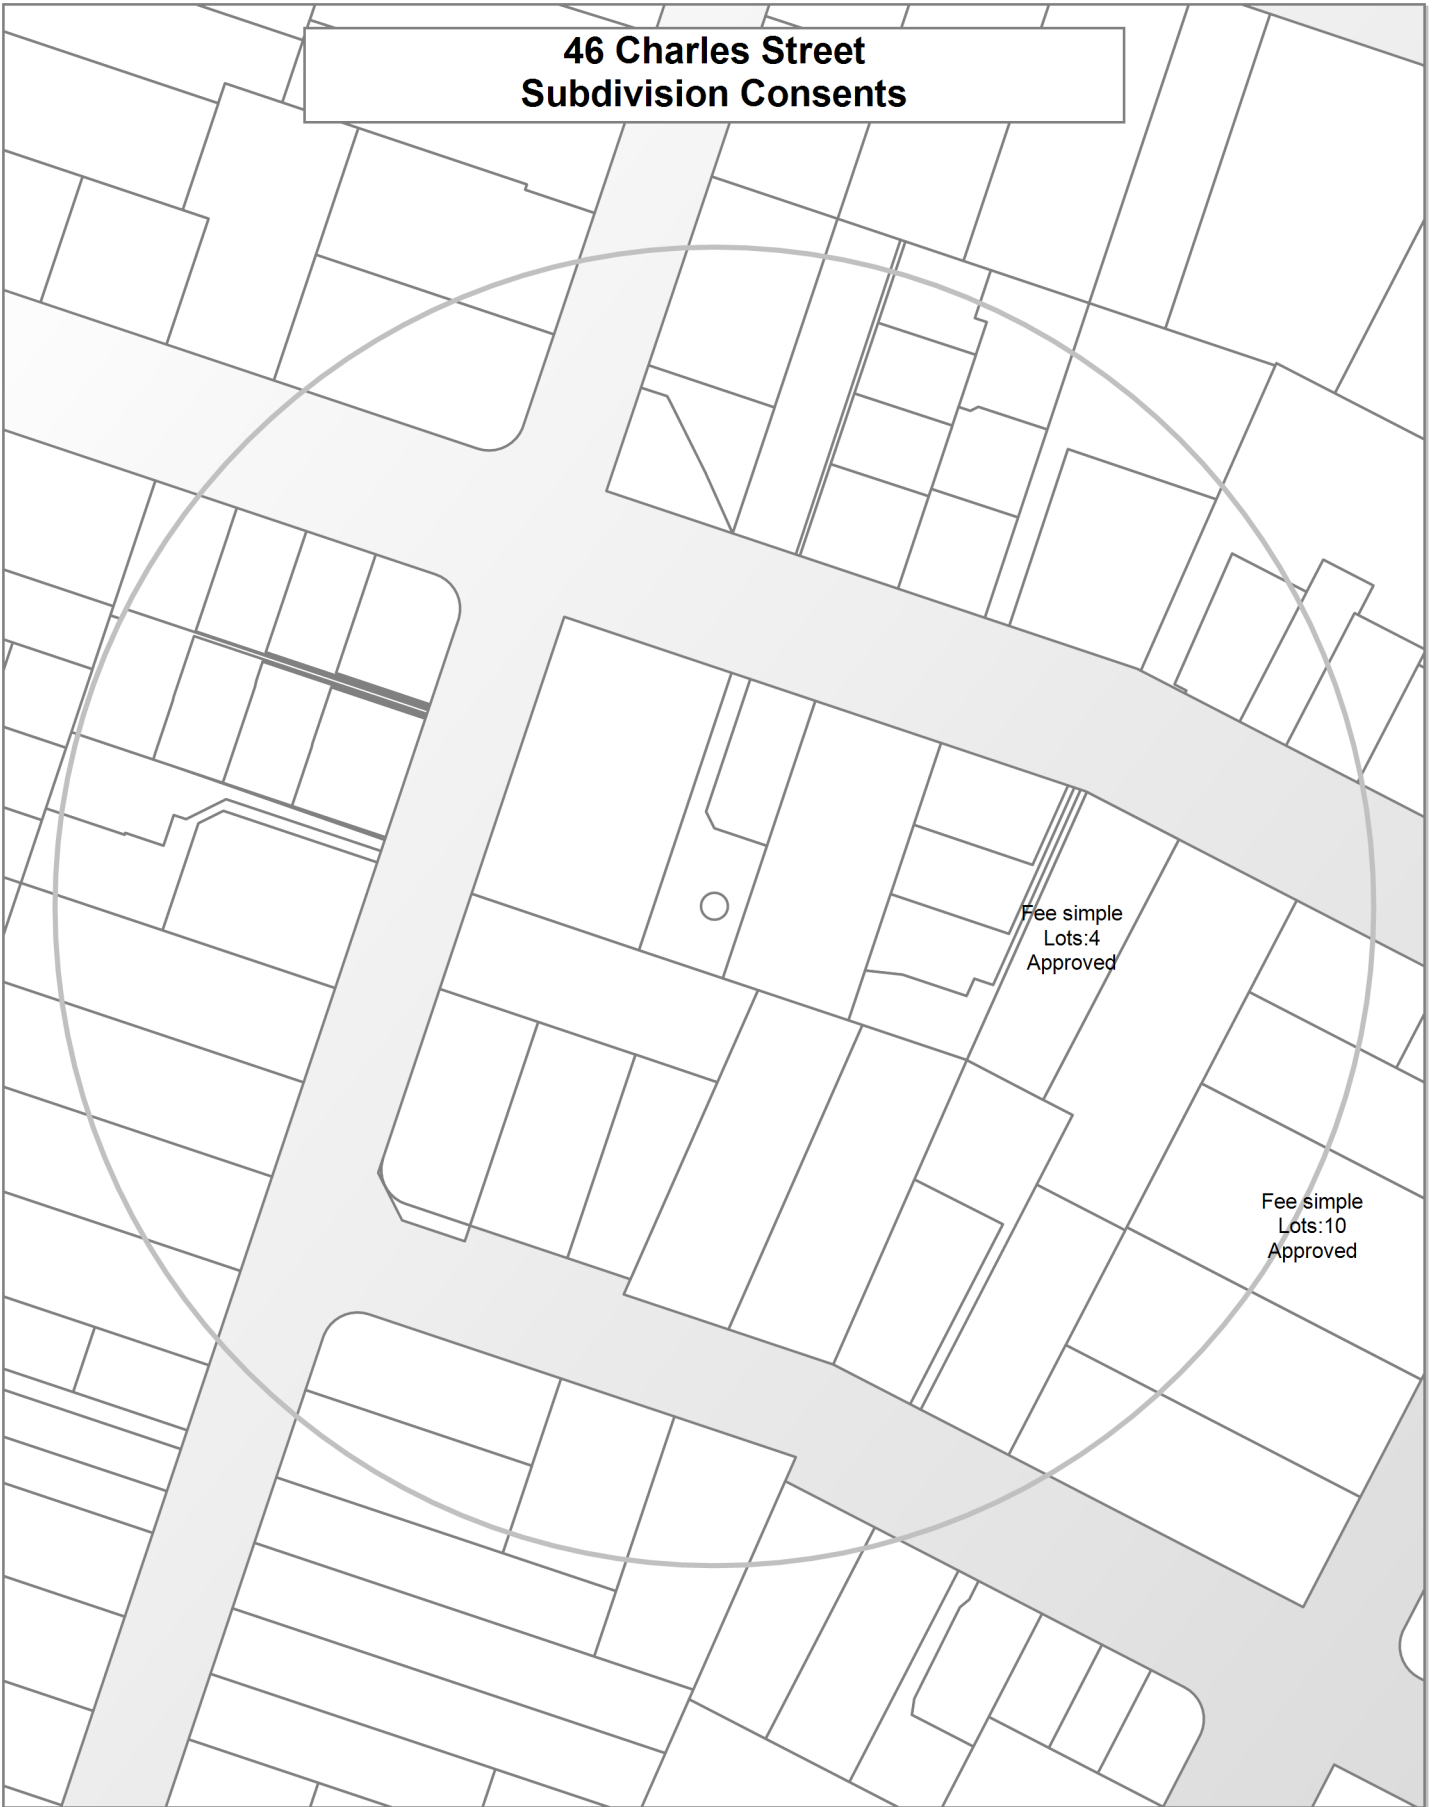 46 Charles Street
Subdivision Consents
Fee simple
Lots:4
Approved
Fee simple
Lots:10
Approved